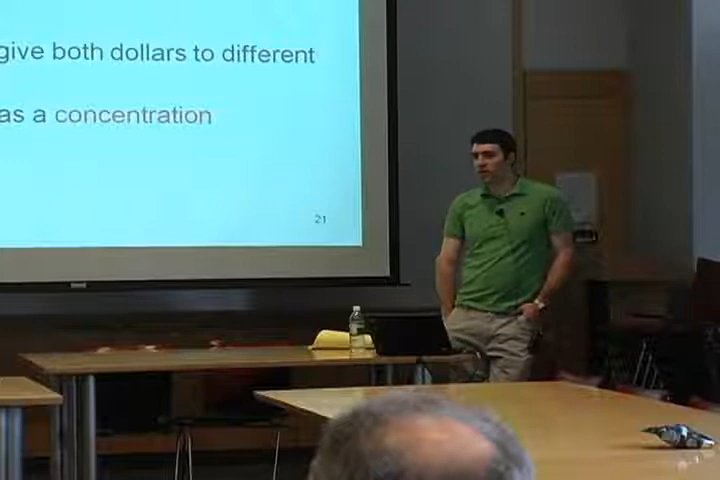 give both dollars to different
as a concentration
21